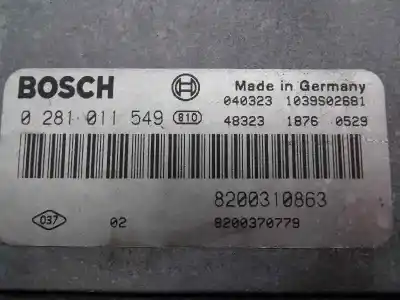 BOSCH
Made in Germany
040323 1039S02681
0 281 011 549 810
48323 1876 0529
8200310863
037 02 8200370779